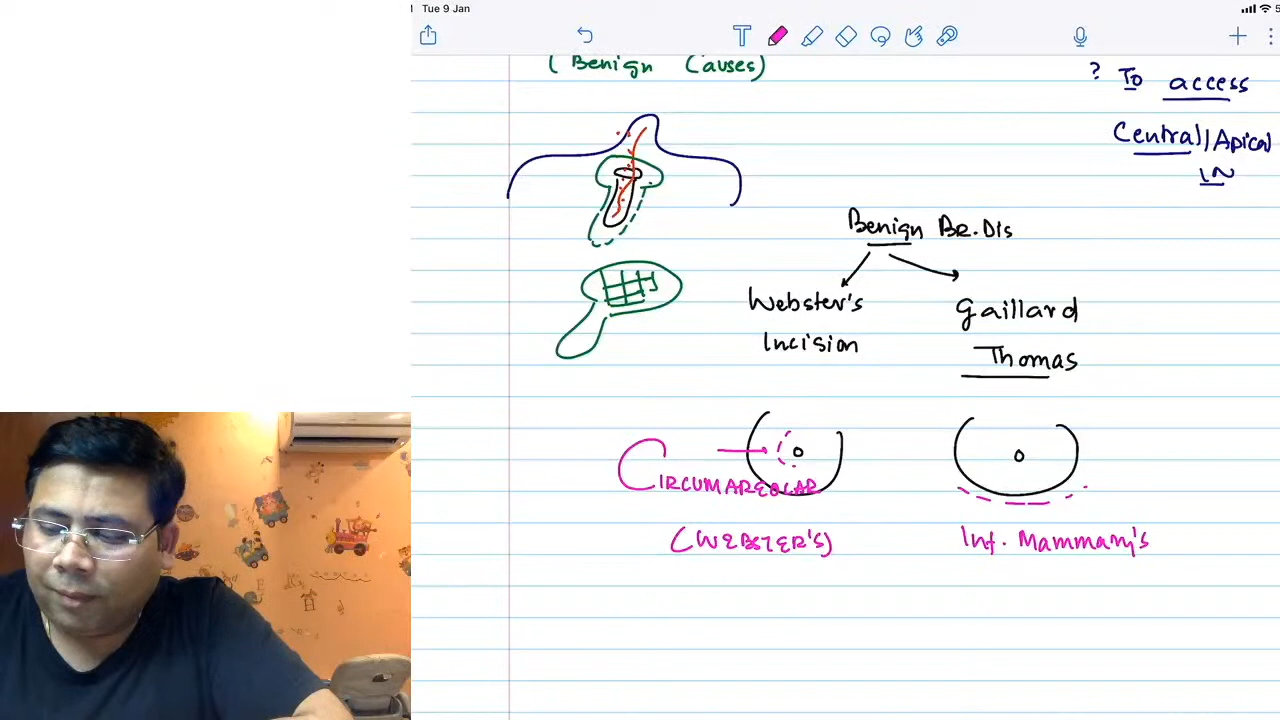 Tue 9 Jan
(Benign Causes)
? To access
Central/Apical
LN
Benign BR.Dis
Webster's
Incision
Gaillard
Thomas
CIRCUMAREOLAR
(WEBSTER'S)
Inf. Mammary's